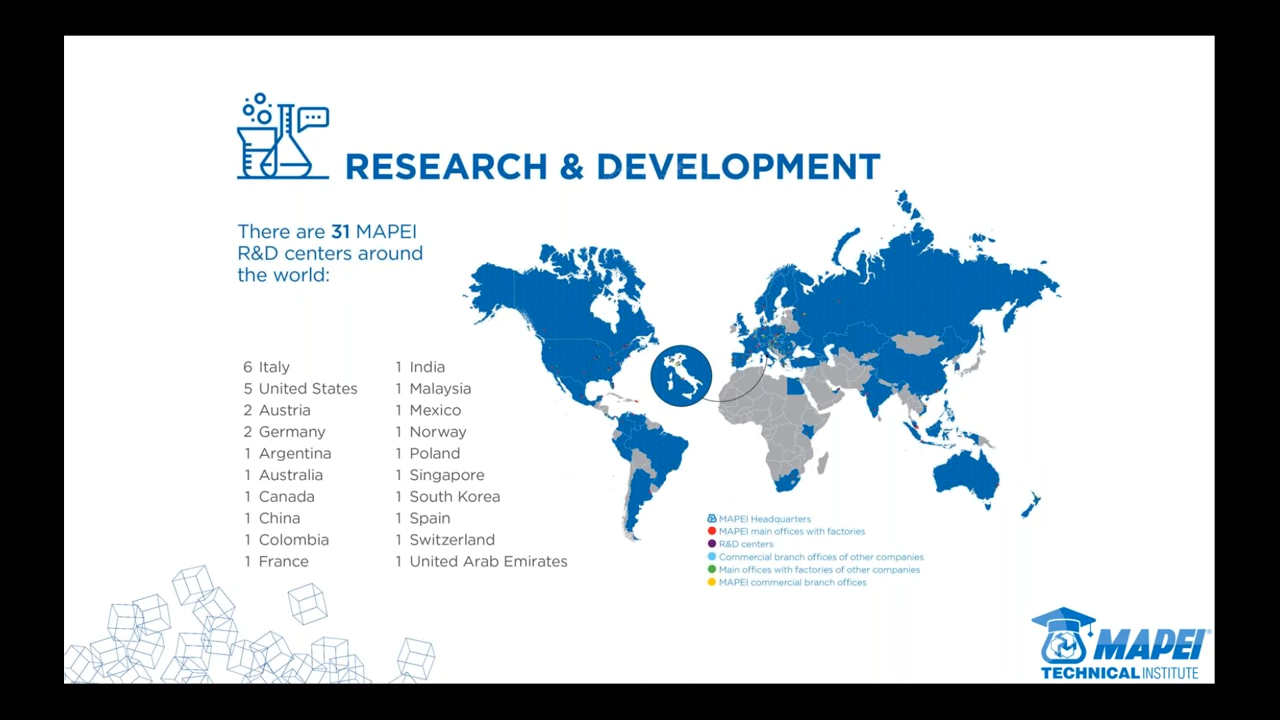 RESEARCH & DEVELOPMENT
There are 31 MAPEI
R&D centers around
the world:
6 Italy
5 United States
2 Austria
2 Germany
1 Argentina
1 Australia
1 Canada
1 China
1 Colombia
1 France
1 India
1 Malaysia
1 Mexico
1 Norway
1 Poland
1 Singapore
1 South Korea
1 Spain
1 Switzerland
1 United Arab Emirates
MAPEI Headquarters
MAPEI main offices with factories
R&D centers
Commercial branch offices of other companies
Main offices with factories of other companies
MAPEI commercial branch offices
MAPEI®
TECHNICAL INSTITUTE